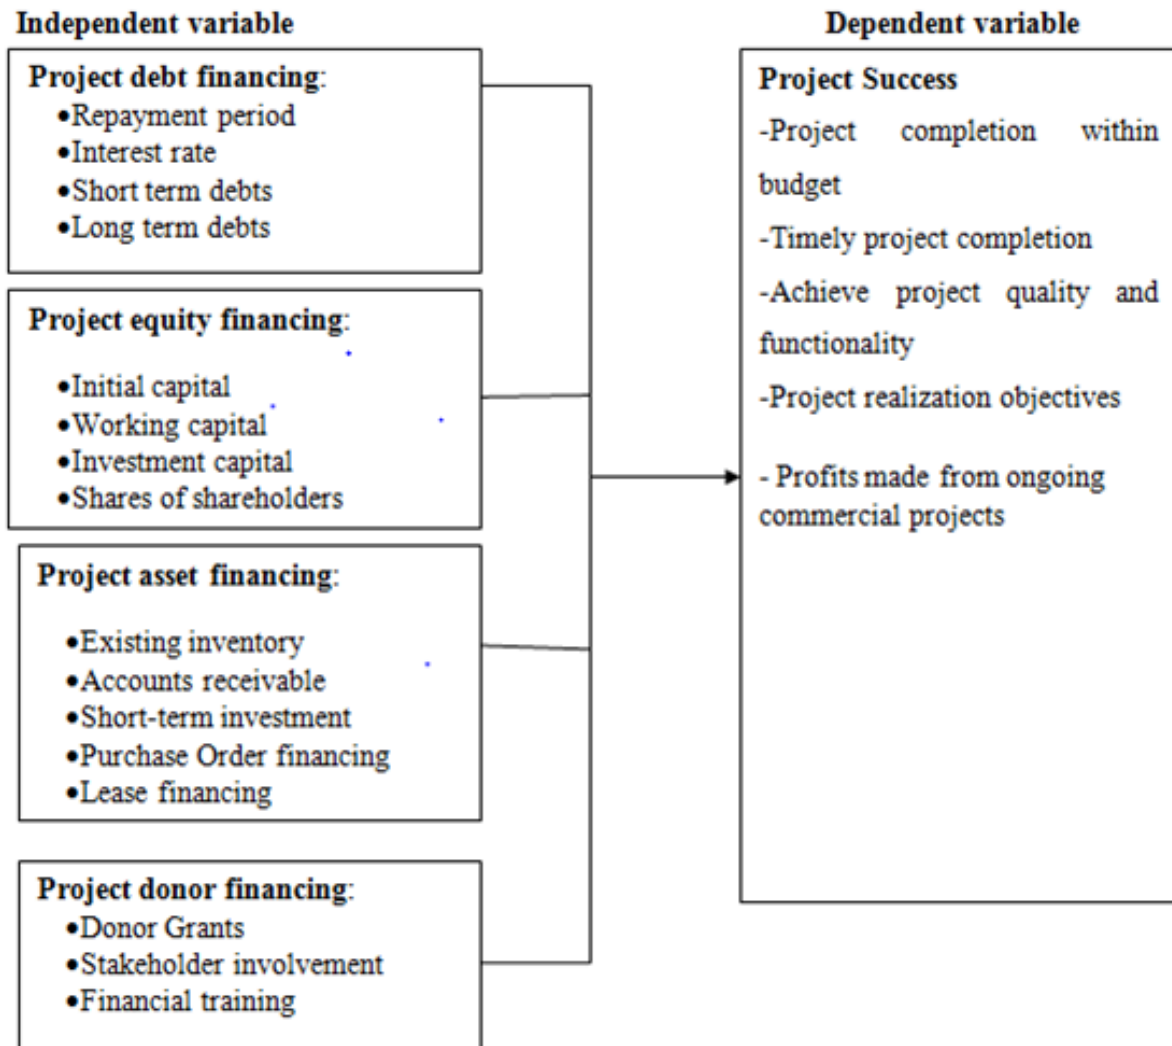 Independent variable
Project debt financing:
•Repayment period
•Interest rate
•Short term debts
•Long term debts
Project equity financing:
•Initial capital
•Working capital
•Investment capital
•Shares of shareholders
Project asset financing:
•Existing inventory
•Accounts receivable
•Short-term investment
•Purchase Order financing
•Lease financing
Project donor financing:
•Donor Grants
•Stakeholder involvement
•Financial training
Dependent variable
Project Success
-Project completion within
budget
-Timely project completion
-Achieve project quality and
functionality
-Project realization objectives
- Profits made from ongoing
commercial projects